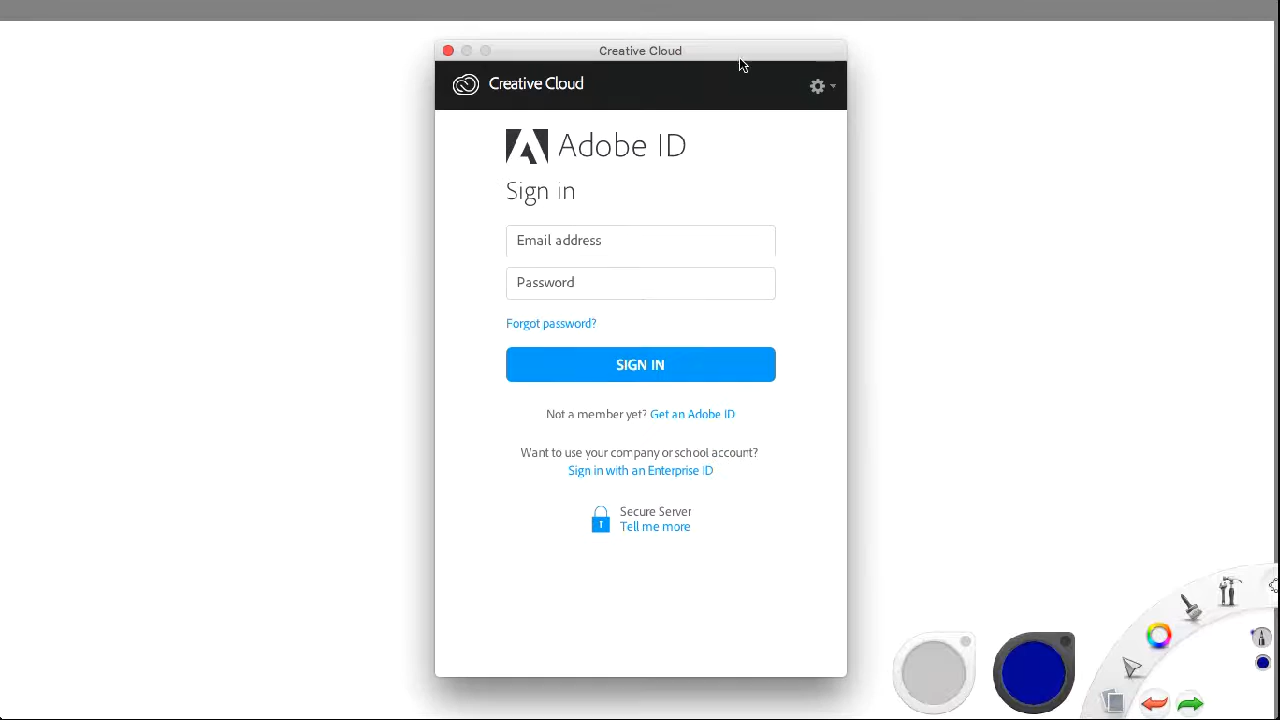 Creative Cloud
Creative Cloud
Adobe ID
Sign in
Email address
Password
Forgot password?
SIGN IN
Not a member yet? Get an Adobe ID
Want to use your company or school account?
Sign in with an Enterprise ID
Secure Server
Tell me more